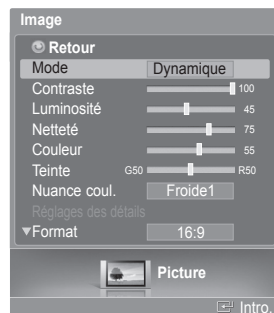 Image
Retour
Mode Dynamique
Contraste 100
Luminosité 45
Netteté 75
Couleur 55
Teinte G50 R50
Nuance coul. Froide1
Réglages des détails
▼Format 16:9
Picture
Intro.